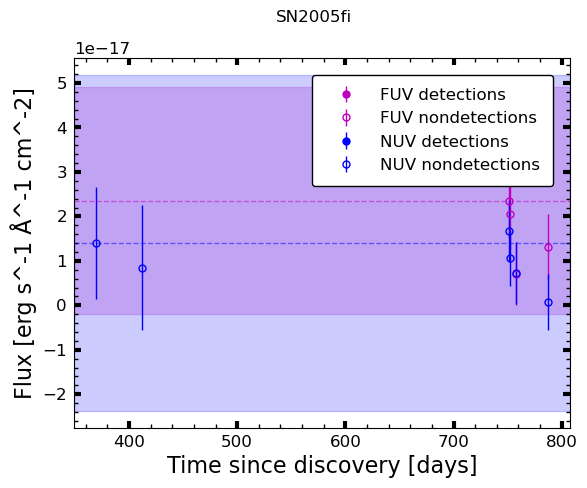 SN2005fi
1e−17
FUV detections
FUV nondetections
NUV detections
NUV nondetections
5
4
3
2
1
0
−1
−2
Flux [erg s^-1 Å^-1 cm^-2]
400 500 600 700 800
Time since discovery [days]